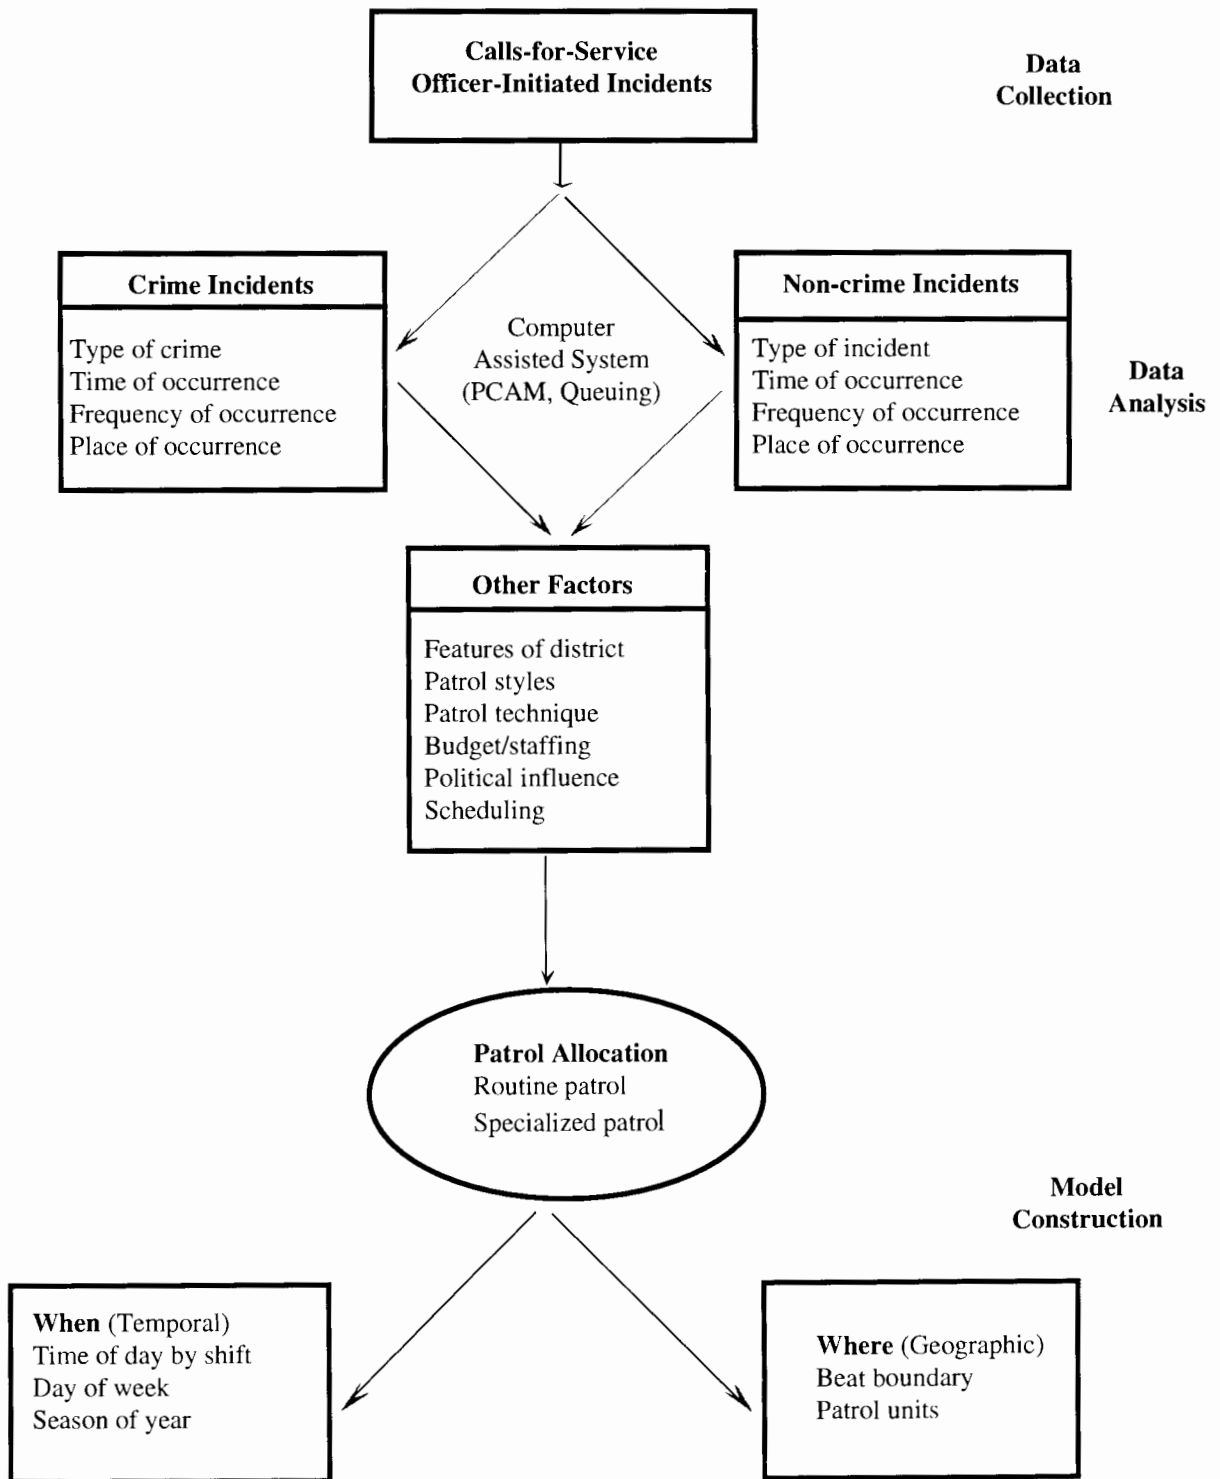 Calls-for-Service
Officer-Initiated Incidents
Data
Collection
Crime Incidents
Type of crime
Time of occurrence
Frequency of occurrence
Place of occurrence
Computer
Assisted System
(PCAM, Queuing)
Non-crime Incidents
Type of incident
Time of occurrence
Frequency of occurrence
Place of occurrence
Data
Analysis
Other Factors
Features of district
Patrol styles
Patrol technique
Budget/staffing
Political influence
Scheduling
Patrol Allocation
Routine patrol
Specialized patrol
Model
Construction
When (Temporal)
Time of day by shift
Day of week
Season of year
Where (Geographic)
Beat boundary
Patrol units